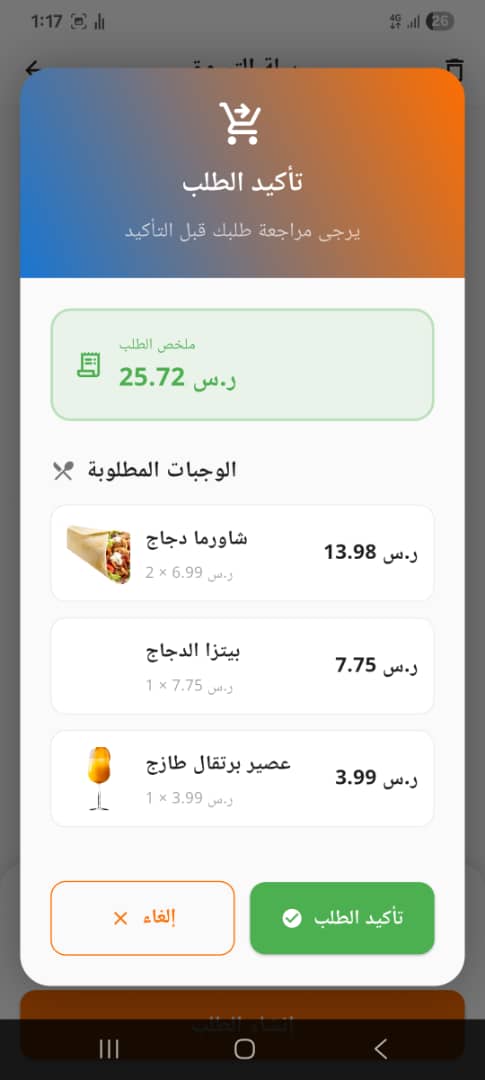 1:17
4G
26
تأكيد الطلب
يرجى مراجعة طلبك قبل التأكيد
ملخص الطلب
25.72 ر.س
الوجبات المطلوبة
شاورما دجاج
2 × 6.99 ر.س
13.98 ر.س
بيتزا الدجاج
1 × 7.75 ر.س
7.75 ر.س
عصير برتقال طازج
1 × 3.99 ر.س
3.99 ر.س
تأكيد الطلب
إلغاء
إنشاء الطلب